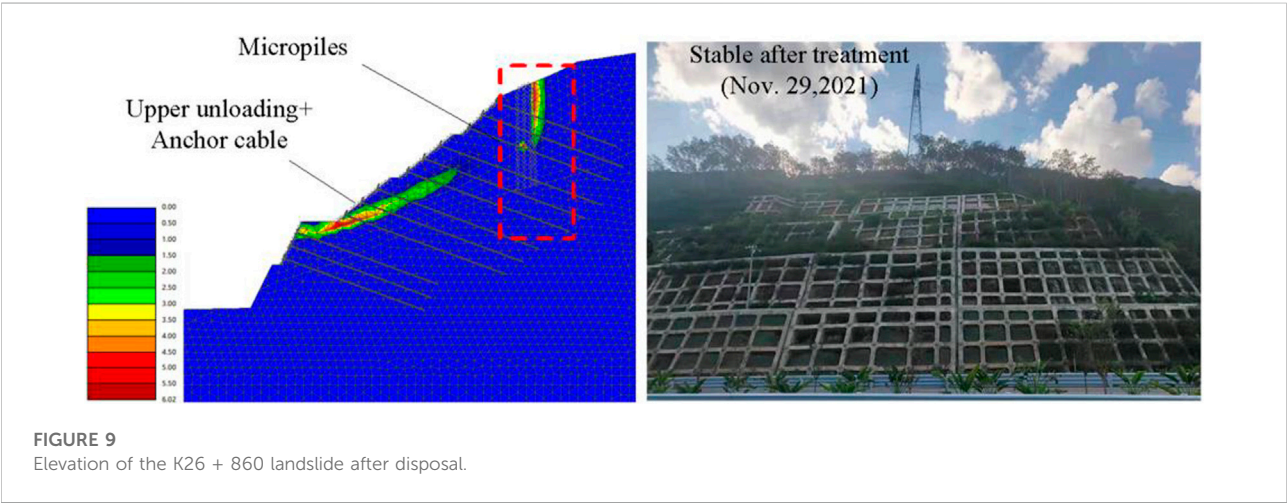 Micropiles
Upper unloading+
Anchor cable
0.00
0.50
1.00
1.50
2.00
2.50
3.00
3.50
4.00
4.50
5.00
5.50
6.02
Stable after treatment
(Nov. 29,2021)
FIGURE 9
Elevation of the K26 + 860 landslide after disposal.